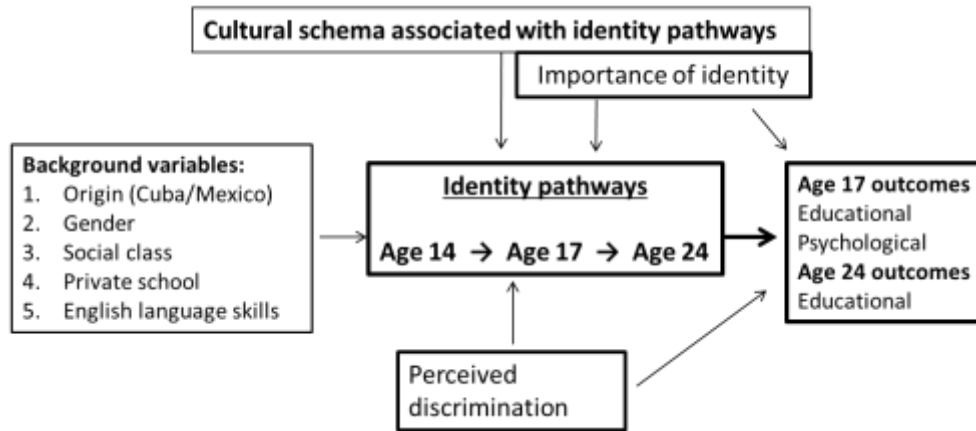 Cultural schema associated with identity pathways
Importance of identity
Background variables:
1. Origin (Cuba/Mexico)
2. Gender
3. Social class
4. Private school
5. English language skills
Identity pathways
Age 14 → Age 17 → Age 24
Age 17 outcomes
Educational
Psychological
Age 24 outcomes
Educational
Perceived
discrimination